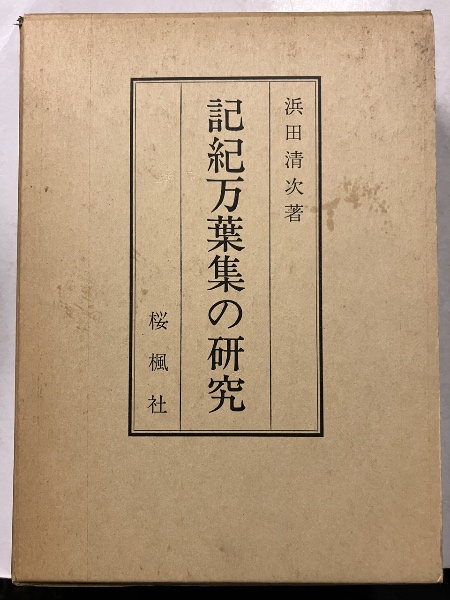 浜田清次著
記紀万葉集の研究
桜楓社